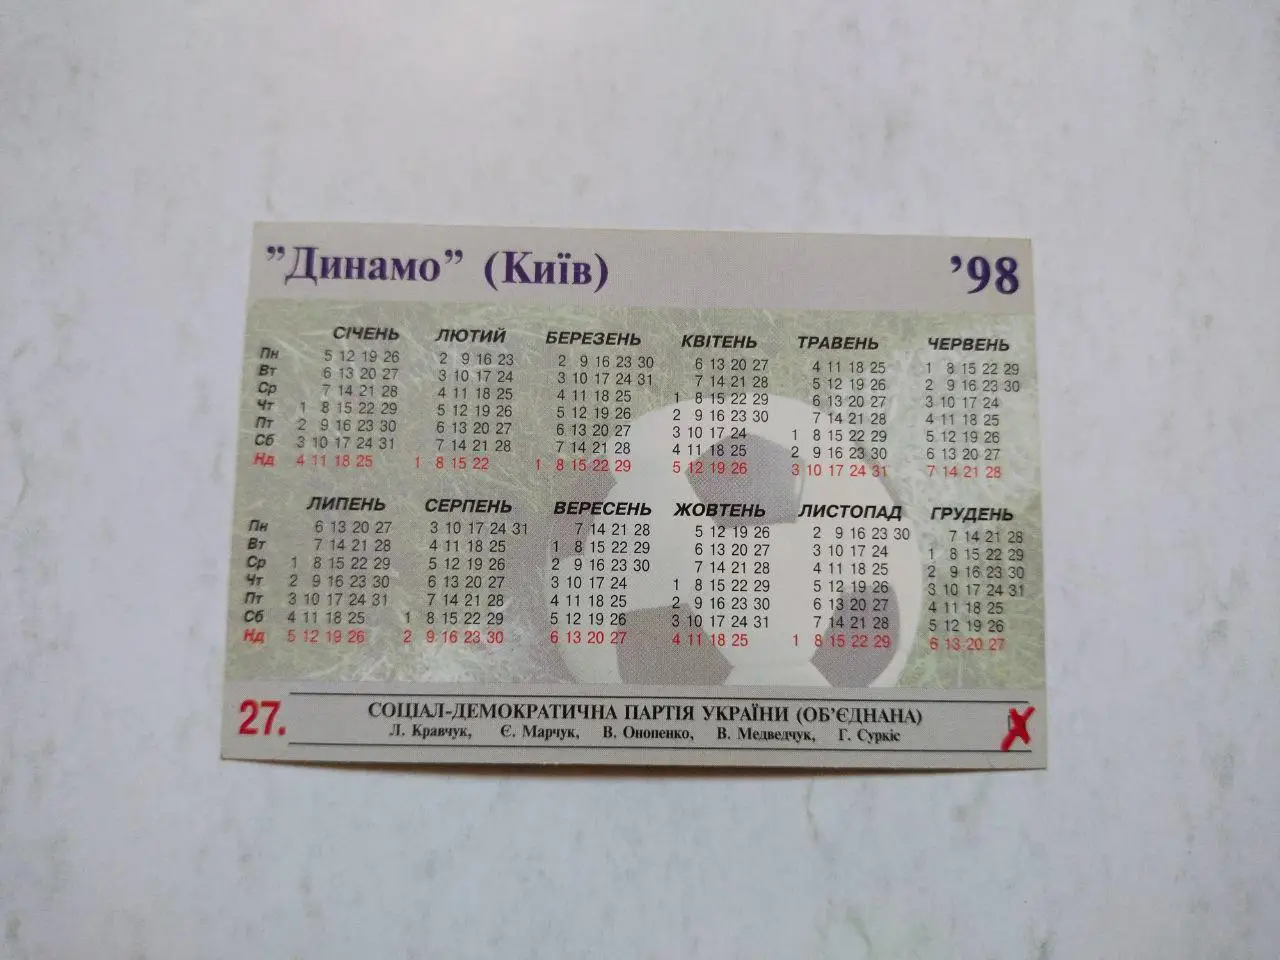 "Динамо" (Київ) '98
СІЧЕНЬ ЛЮТИЙ БЕРЕЗЕНЬ КВІТЕНЬ ТРАВЕНЬ ЧЕРВЕНЬ
Пн 5 12 19 26 2 9 16 23 2 9 16 23 30 6 13 20 27 4 11 18 25 1 8 15 22 29
Вт 6 13 20 27 3 10 17 24 3 10 17 24 31 7 14 21 28 5 12 19 26 2 9 16 23 30
Ср 7 14 21 28 4 11 18 25 4 11 18 25 1 8 15 22 29 6 13 20 27 3 10 17 24
Чт 1 8 15 22 29 5 12 19 26 5 12 19 26 2 9 16 23 30 7 14 21 28 4 11 18 25
Пт 2 9 16 23 30 6 13 20 27 6 13 20 27 3 10 17 24 1 8 15 22 29 5 12 19 26
Сб 3 10 17 24 31 7 14 21 28 7 14 21 28 4 11 18 25 2 9 16 23 30 6 13 20 27
Нд 4 11 18 25 1 8 15 22 1 8 15 22 29 5 12 19 26 3 10 17 24 31 7 14 21 28
ЛИПЕНЬ СЕРПЕНЬ ВЕРЕСЕНЬ ЖОВТЕНЬ ЛИСТОПАД ГРУДЕНЬ
Пн 6 13 20 27 3 10 17 24 31 7 14 21 28 5 12 19 26 2 9 16 23 30 7 14 21 28
Вт 7 14 21 28 4 11 18 25 1 8 15 22 29 6 13 20 27 3 10 17 24 1 8 15 22 29
Ср 1 8 15 22 29 5 12 19 26 2 9 16 23 30 7 14 21 28 4 11 18 25 2 9 16 23 30
Чт 2 9 16 23 30 6 13 20 27 3 10 17 24 1 8 15 22 29 5 12 19 26 3 10 17 24 31
Пт 3 10 17 24 31 7 14 21 28 4 11 18 25 2 9 16 23 30 6 13 20 27 4 11 18 25
Сб 4 11 18 25 1 8 15 22 29 5 12 19 26 3 10 17 24 31 7 14 21 28 5 12 19 26
Нд 5 12 19 26 2 9 16 23 30 6 13 20 27 4 11 18 25 1 8 15 22 29 6 13 20 27
27. СОЦІАЛ-ДЕМОКРАТИЧНА ПАРТІЯ УКРАЇНИ (ОБ'ЄДНАНА)
Л. Кравчук, Є. Марчук, В. Онопенко, В. Медведчук, Г. Суркіс